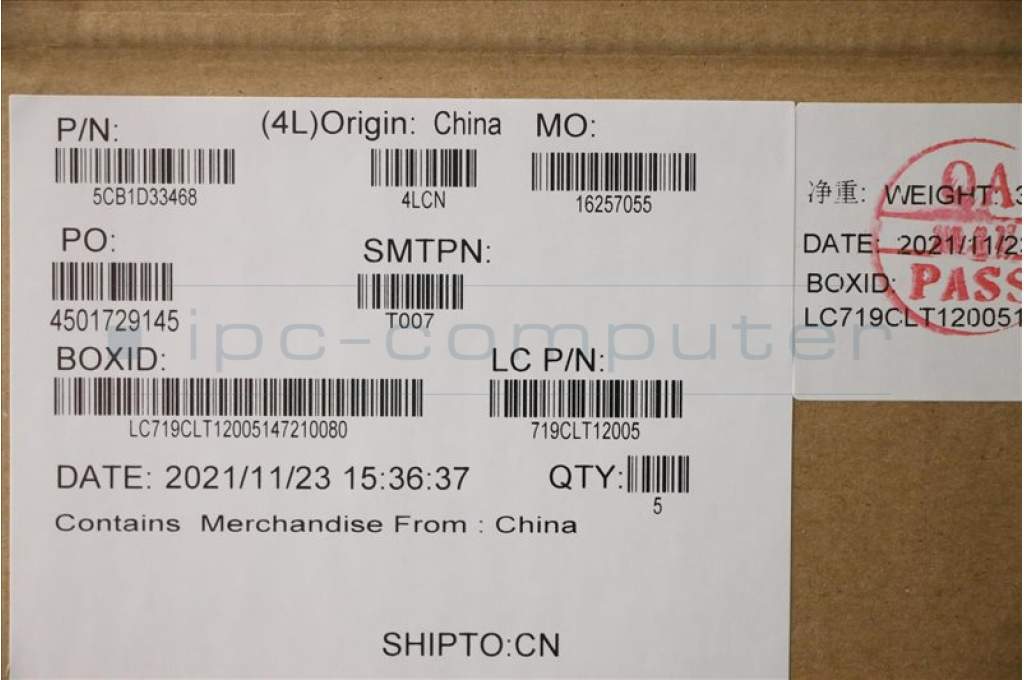 P/N: (4L)Origin: China MO:
5CB1D33468 4LCN 16257055
PO: SMTPN:
4501729145 T007
BOXID: LC P/N:
LC719CLT12005147210080 719CLT12005
DATE: 2021/11/23 15:36:37 QTY:
5
Contains Merchandise From : China
SHIPTO:CN
净重: WEIGHT:
DATE: 2021/11/2
BOXID:
LC719CLT120051
QA
PASS
ipc-computer